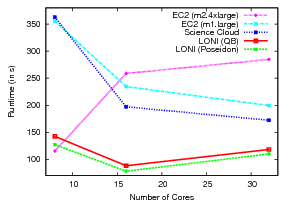 EC2 (m2.4xlarge)
EC2 (m1.large)
Science Cloud
LONI (QB)
LONI (Poseidon)
350
300
250
200
150
100
Runtime (in s)
10 15 20 25 30
Number of Cores